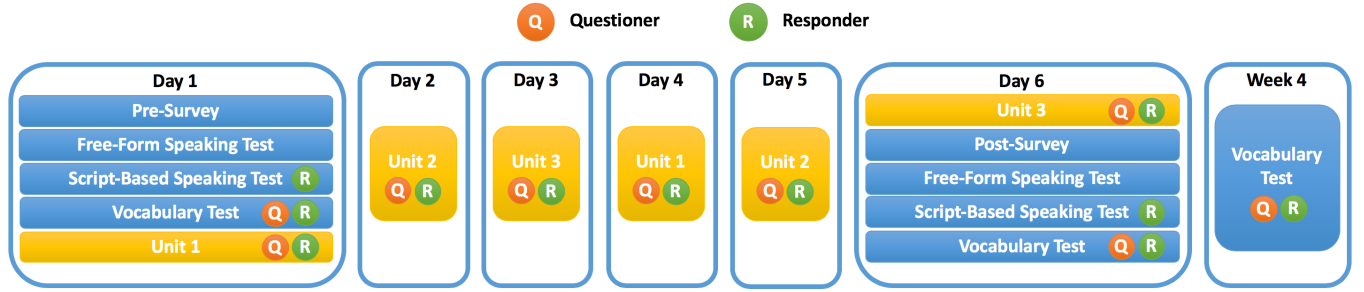 Q Questioner R Responder
Day 1
Pre-Survey
Free-Form Speaking Test
Script-Based Speaking Test R
Vocabulary Test Q R
Unit 1 Q R
Day 2
Unit 2
Q R
Day 3
Unit 3
Q R
Day 4
Unit 1
Q R
Day 5
Unit 2
Q R
Day 6
Unit 3 Q R
Post-Survey
Free-Form Speaking Test
Script-Based Speaking Test R
Vocabulary Test Q R
Week 4
Vocabulary
Test
Q R